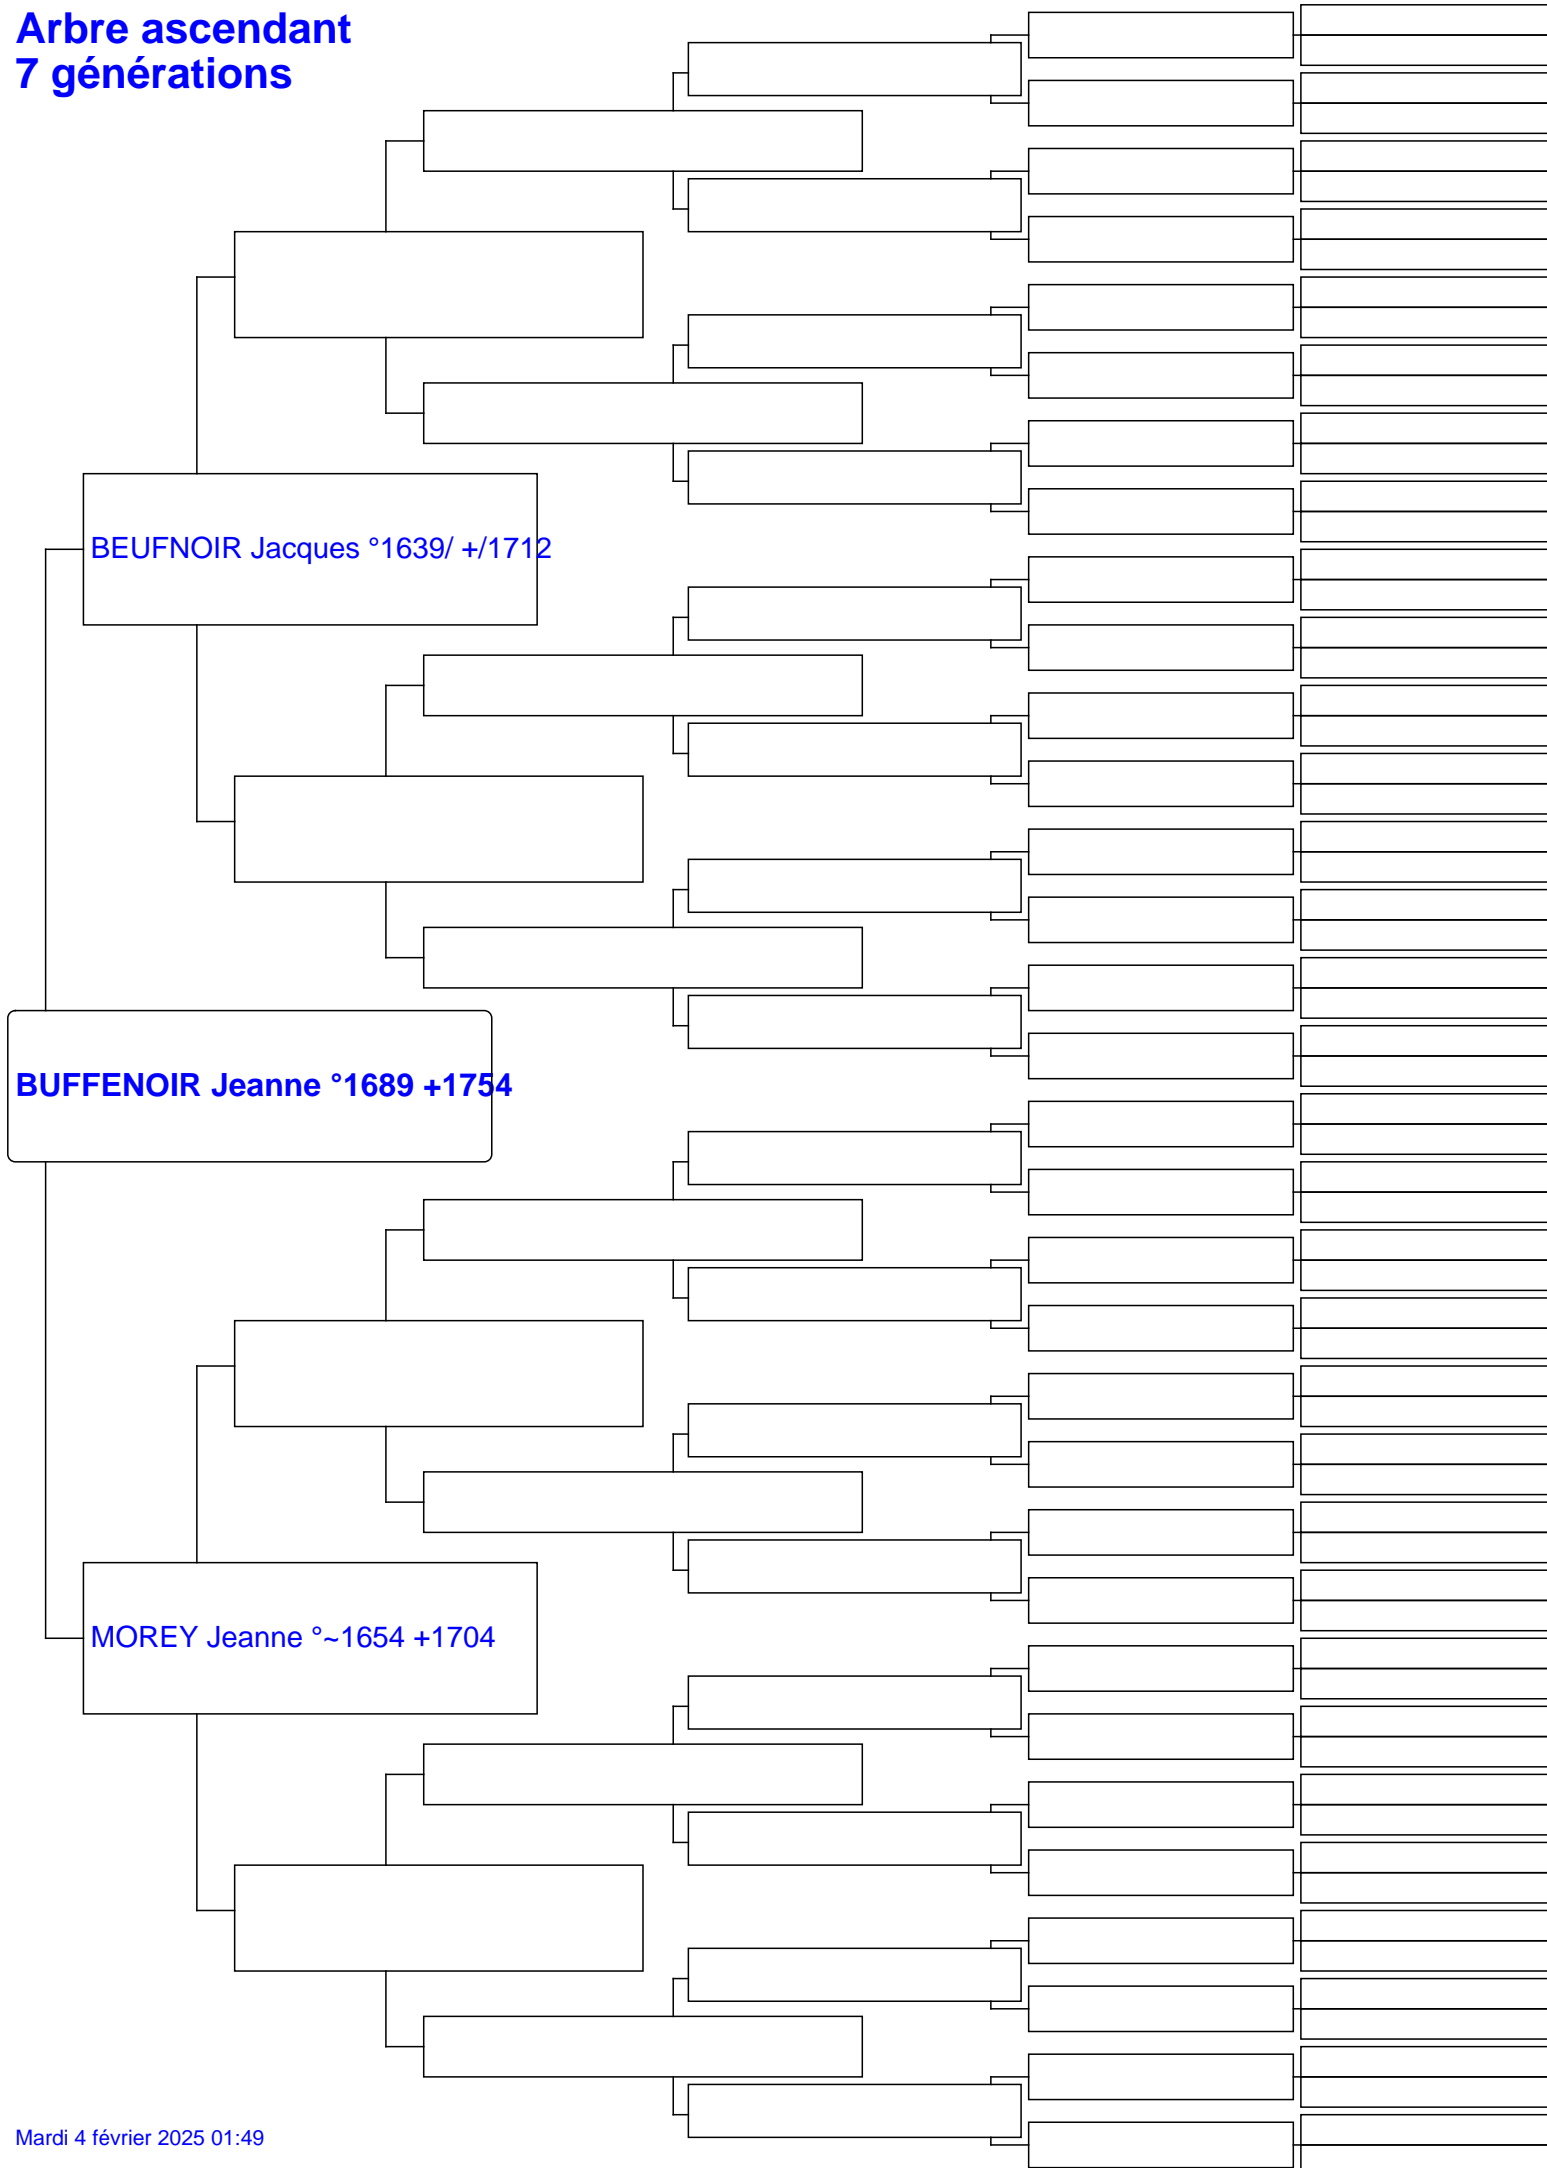 Arbre ascendant
7 générations
BEUFNOIR Jacques °1639/ +/1712
BUFFENOIR Jeanne °1689 +1754
MOREY Jeanne °~1654 +1704
Mardi 4 février 2025 01:49